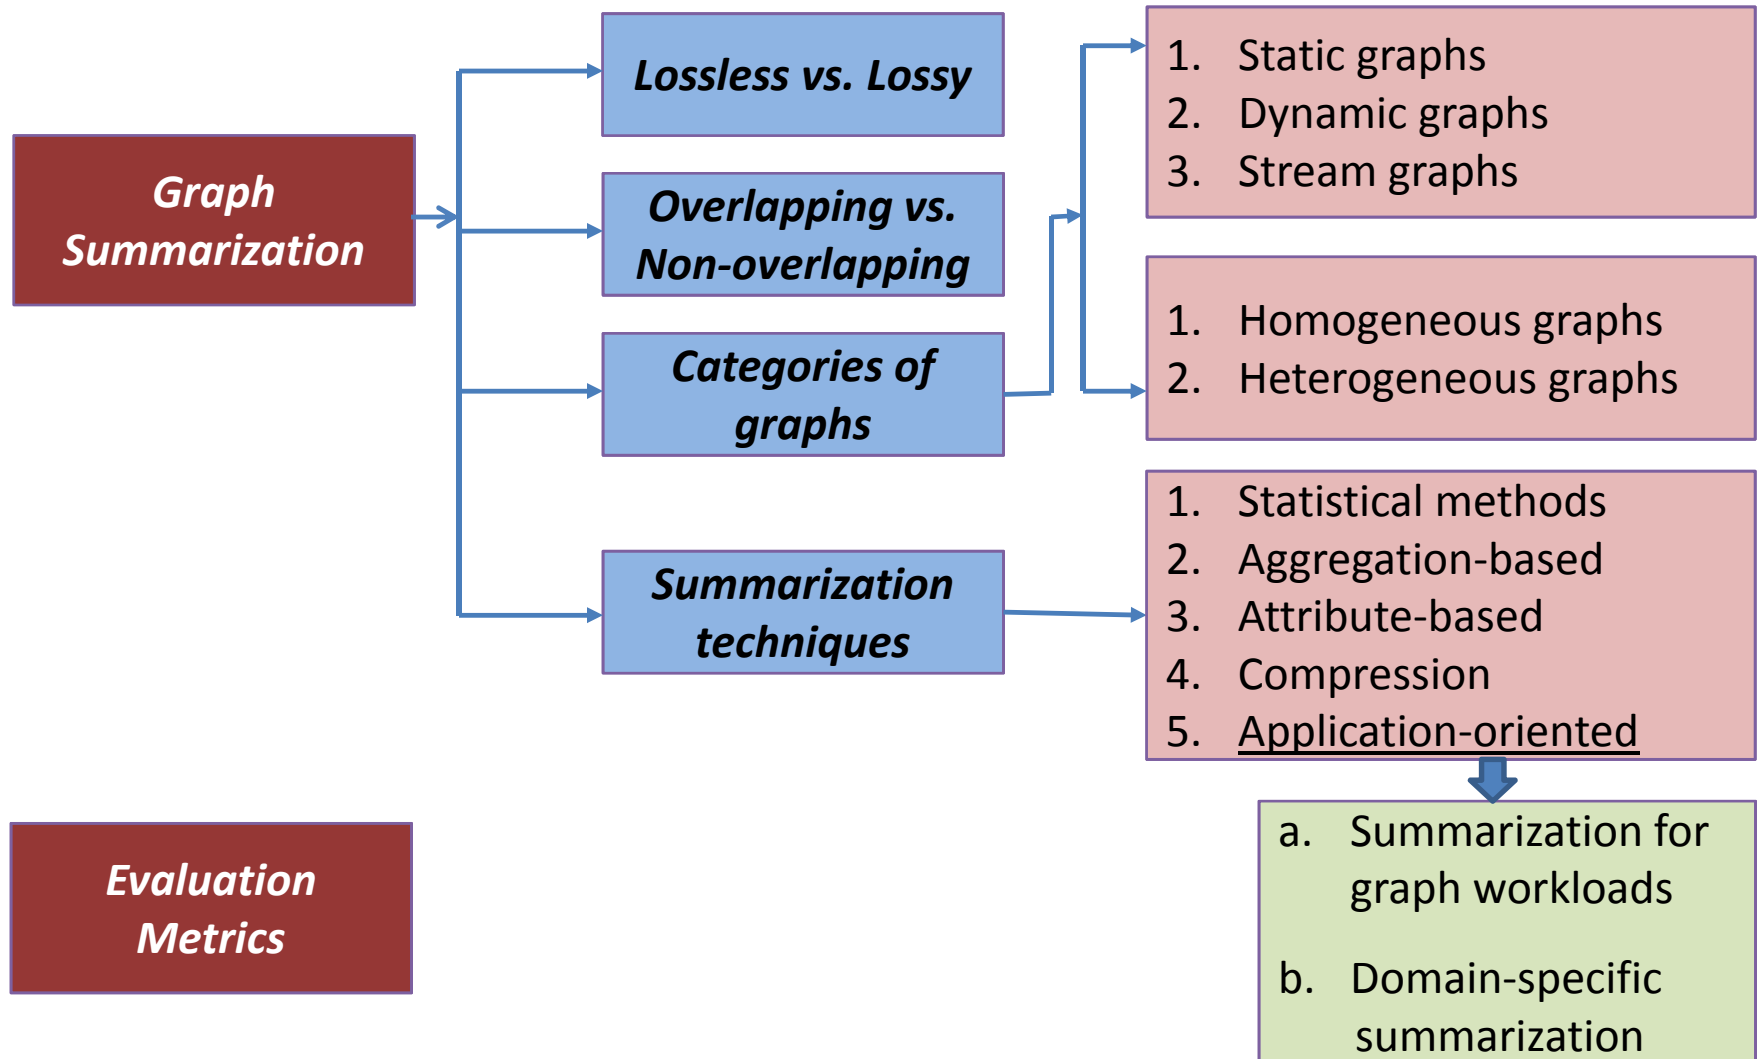 Graph
Summarization
Lossless vs. Lossy
Overlapping vs.
Non-overlapping
Categories of
graphs
Summarization
techniques
1. Static graphs
2. Dynamic graphs
3. Stream graphs
1. Homogeneous graphs
2. Heterogeneous graphs
1. Statistical methods
2. Aggregation-based
3. Attribute-based
4. Compression
5. Application-oriented
a. Summarization for
graph workloads
b. Domain-specific
summarization
Evaluation
Metrics